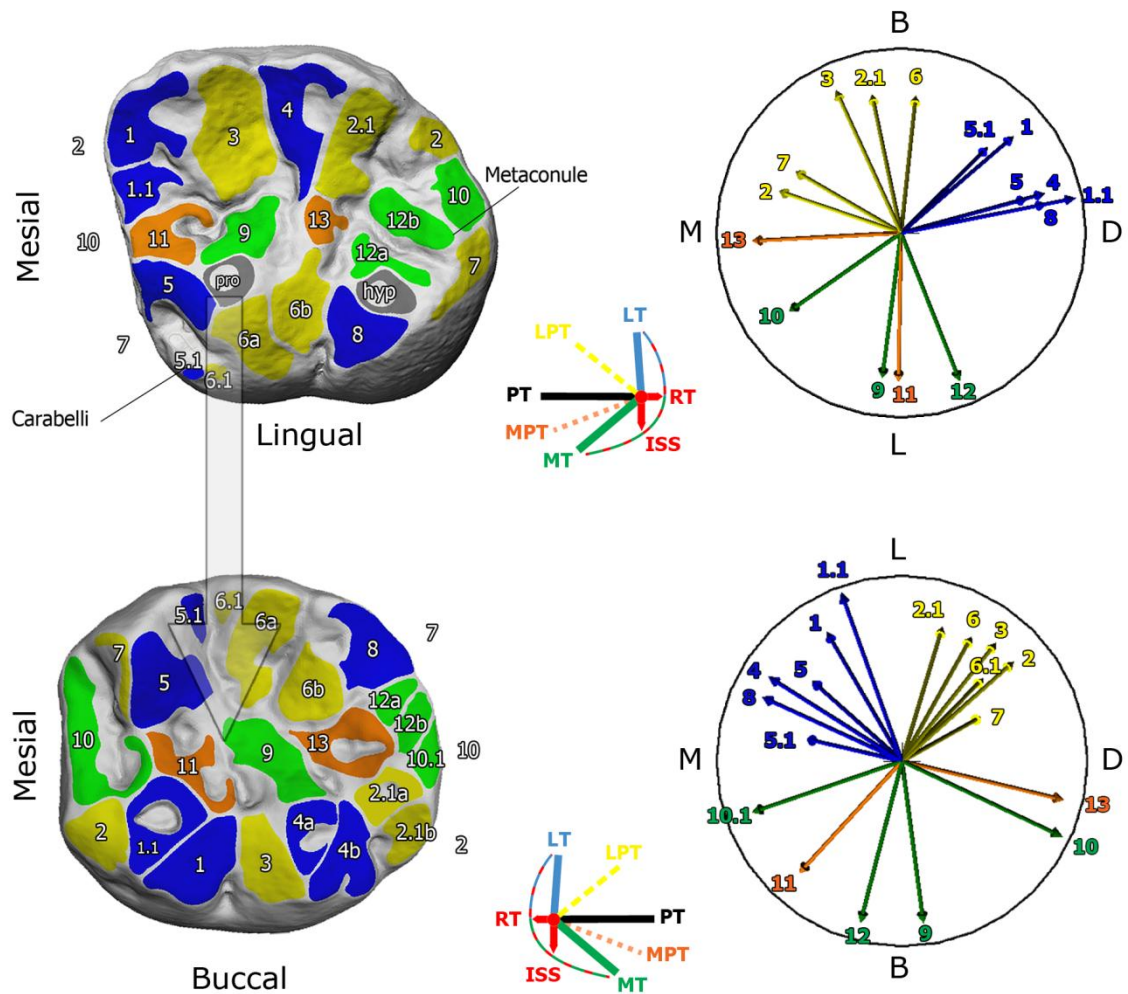 B
3
2.1
6
1
5.1
7
2
5
4
1.1
8
M
D
13
10
9
11
12
L
Mesial
2
10
7
1
3
4
2.1
2
1.1
10
Metaconule
12b
11
9
13
12a
7
5
pro
hyp
6b
6a
8
5.1
6.1
Carabelli
Lingual
LT
LPT
PT
RT
MPT
ISS
MT
Mesial
6.1
5.1
6a
7
7
5
8
6b
12a
12b
10
9
13
10.1
10
11
2.1a
2
4a
2.1b
1.1
1
3
4b
2
Buccal
LT
LPT
RT
PT
MPT
ISS
MT
L
1.1
2.1
1
6
3
6.1
2
4
5
8
7
5.1
M
D
10.1
13
10
11
12
9
B